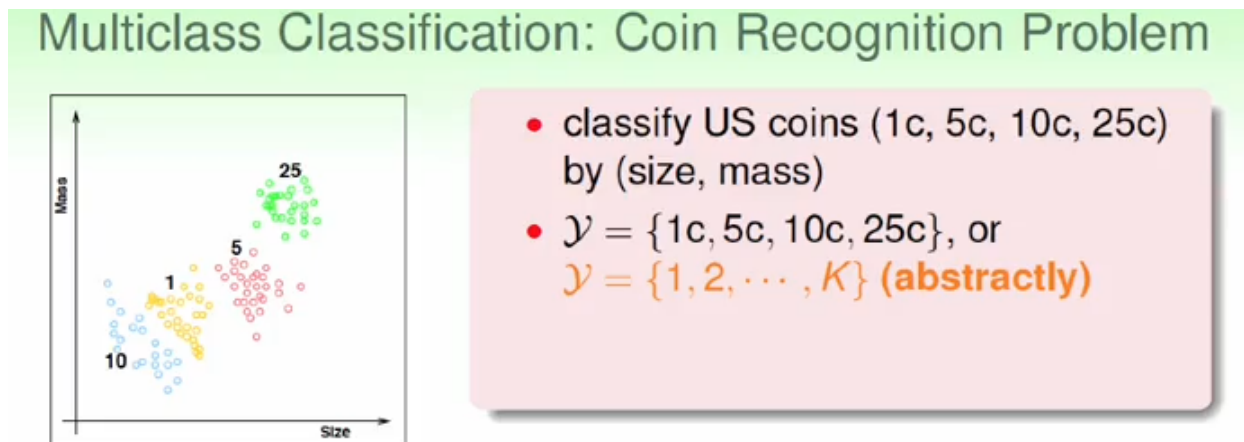 Multiclass Classification: Coin Recognition Problem
Mass
25
5
1
10
Size
• classify US coins (1c, 5c, 10c, 25c)
by (size, mass)
• 𝒴 = {1c, 5c, 10c, 25c}, or
𝒴 = {1, 2, ⋯ , K} (abstractly)